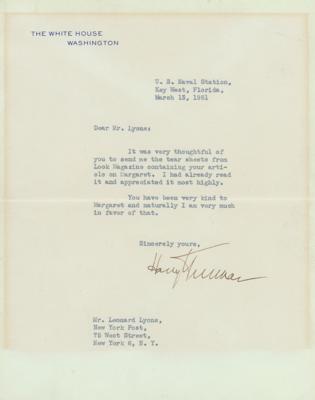 THE WHITE HOUSE
WASHINGTON
U. S. Naval Station,
Key West, Florida,
March 13, 1951
Dear Mr. Lyons:
It was very thoughtful of
you to send me the tear sheets from
Look Magazine containing your arti-
cle on Margaret. I had already read
it and appreciated it most highly.
You have been very kind to
Margaret and naturally I am very much
in favor of that.
Sincerely yours,
Harry Truman
Mr. Leonard Lyons,
New York Post,
75 West Street,
New York 6, N. Y.